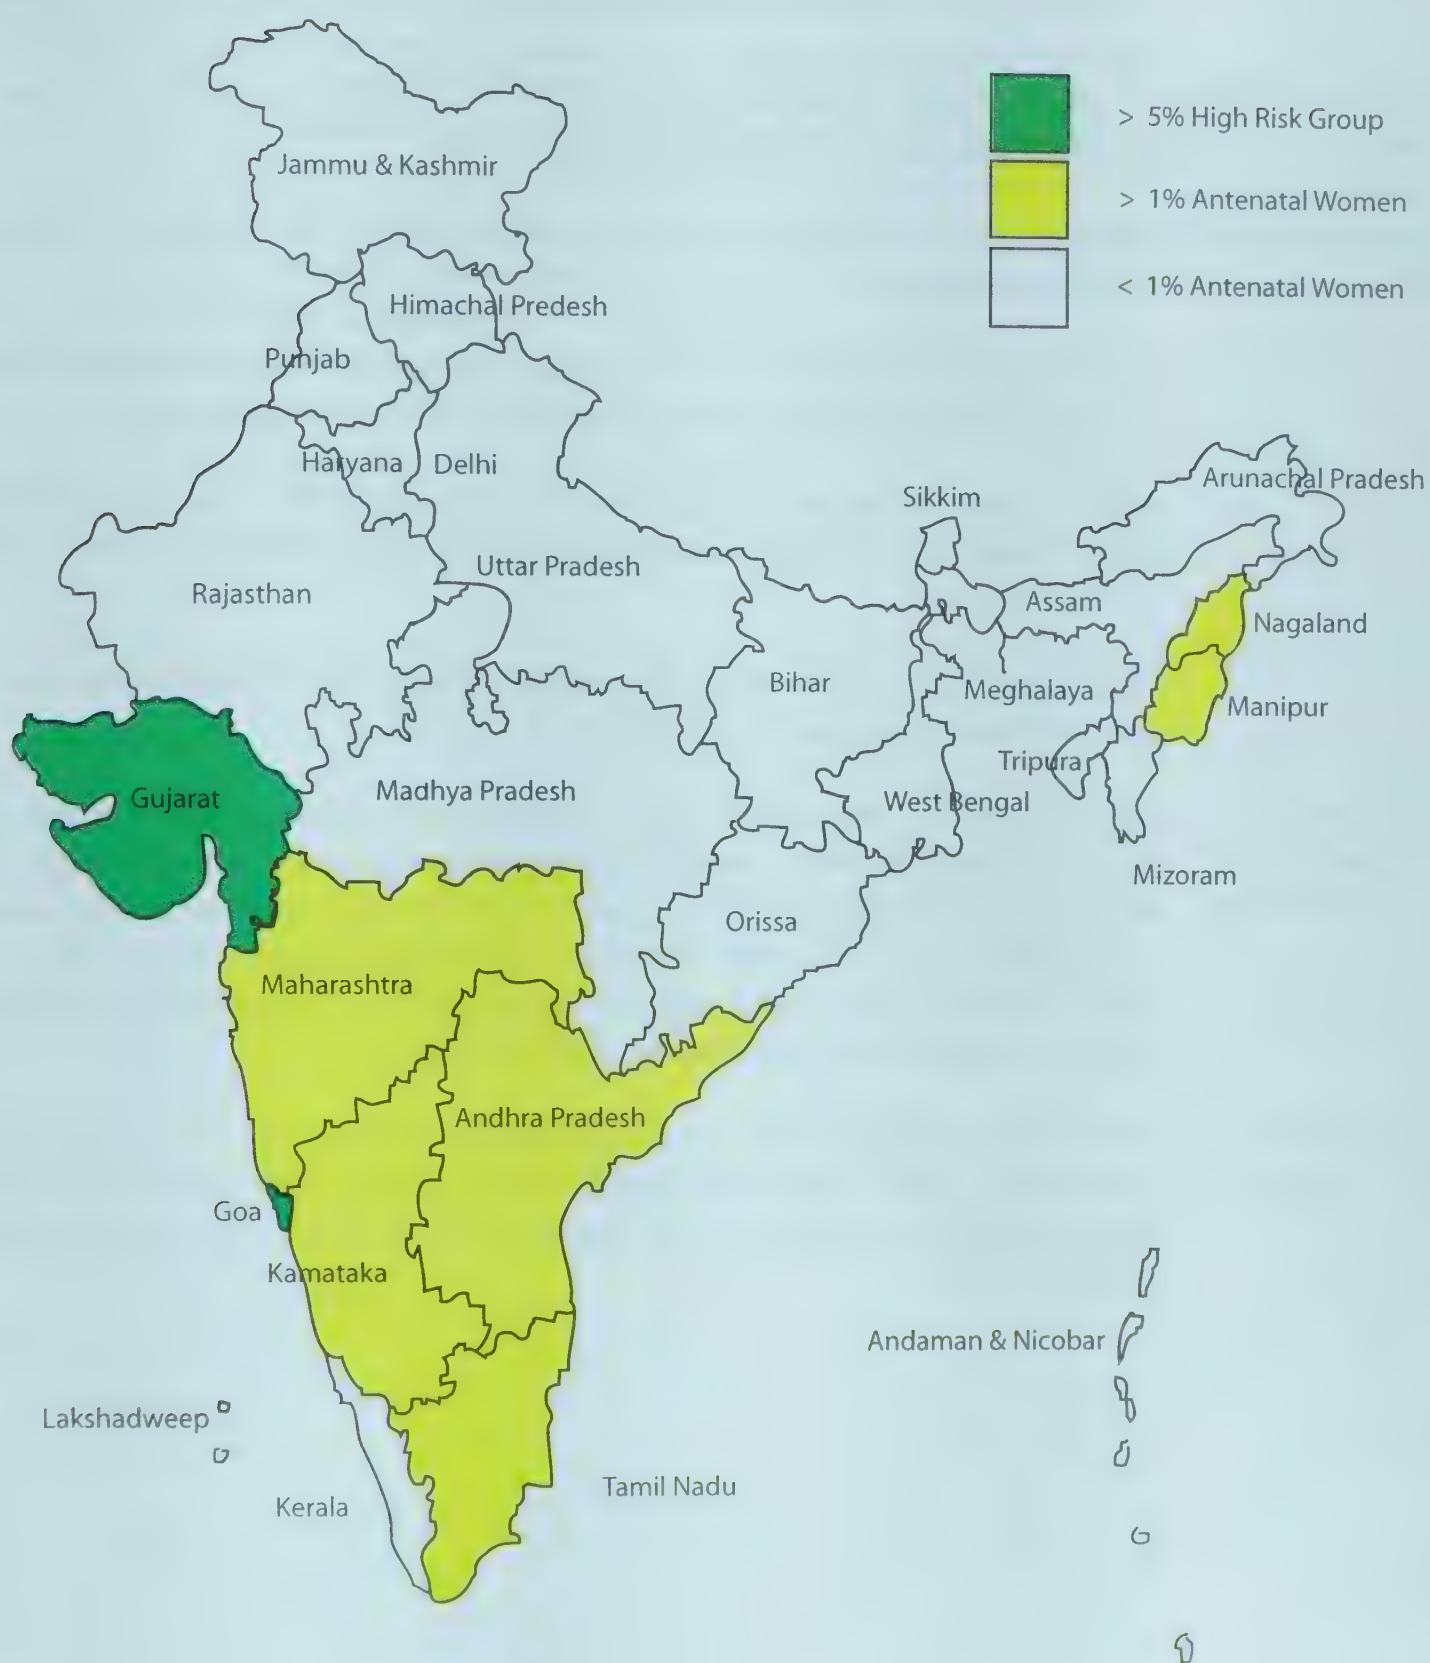 > 5% High Risk Group
> 1% Antenatal Women
< 1% Antenatal Women
Jammu & Kashmir
Himachal Predesh
Punjab
Haryana
Delhi
Sikkim
Arunachal Pradesh
Rajasthan
Uttar Pradesh
Assam
Nagaland
Bihar
Meghalaya
Manipur
Tripura
Gujarat
Madhya Pradesh
West Bengal
Mizoram
Orissa
Maharashtra
Andhra Pradesh
Goa
Kamataka
Andaman & Nicobar
Lakshadweep
Kerala
Tamil Nadu